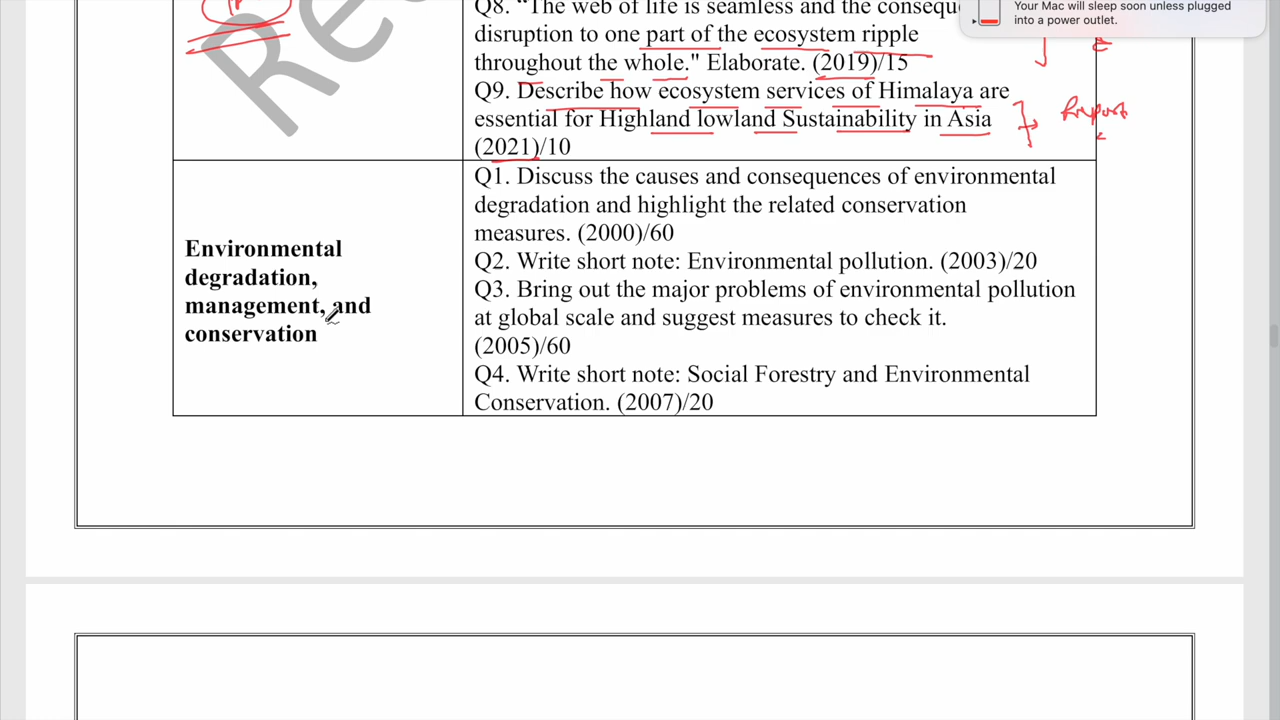 Your Mac will sleep soon unless plugged
into a power outlet.
Q8. "The web of life is seamless and the consequ
disruption to one part of the ecosystem ripple
throughout the whole." Elaborate. (2019)/15
Q9. Describe how ecosystem services of Himalaya are
essential for Highland lowland Sustainability in Asia
(2021)/10
Report
Environmental
degradation,
management, and
conservation
Q1. Discuss the causes and consequences of environmental
degradation and highlight the related conservation
measures. (2000)/60
Q2. Write short note: Environmental pollution. (2003)/20
Q3. Bring out the major problems of environmental pollution
at global scale and suggest measures to check it.
(2005)/60
Q4. Write short note: Social Forestry and Environmental
Conservation. (2007)/20